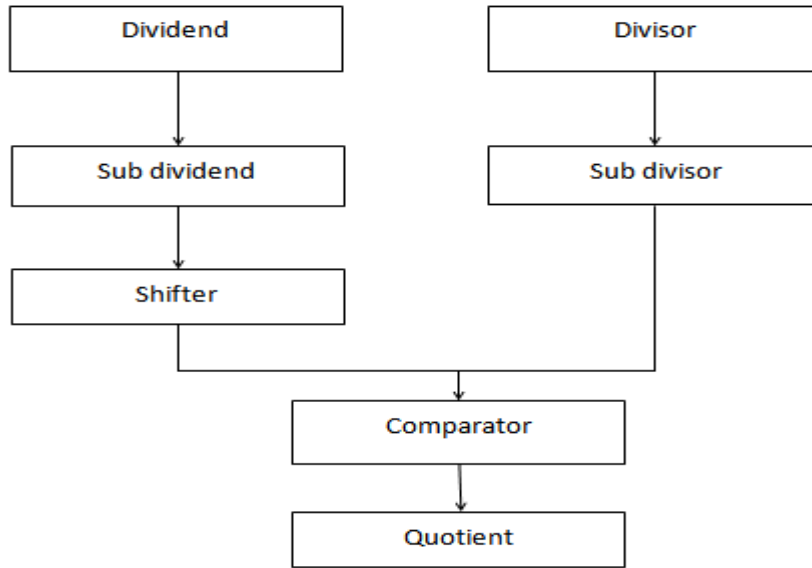 Dividend
Divisor
Sub dividend
Sub divisor
Shifter
Comparator
Quotient